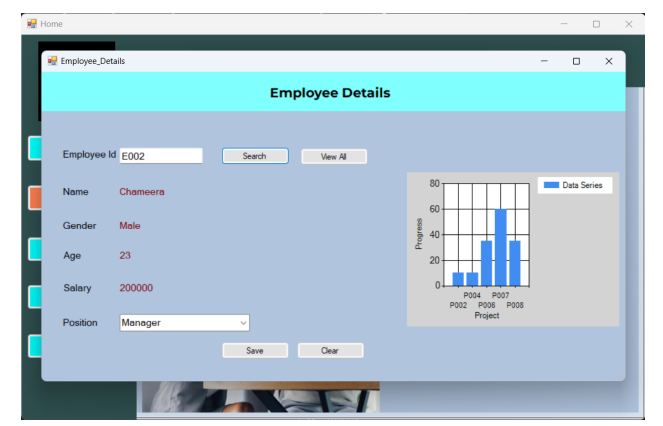 Home
Employee_Details
Employee Details
Employee Id E002 Search View All
Name Chameera
Gender Male
Age 23
Salary 200000
Position Manager
Save Clear
Data Series
80
60
40
20
0
Progress
P004 P007
P002 P006 P008
Project